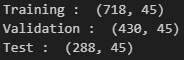 Training :  (718, 45)
Validation :  (430, 45)
Test :  (288, 45)